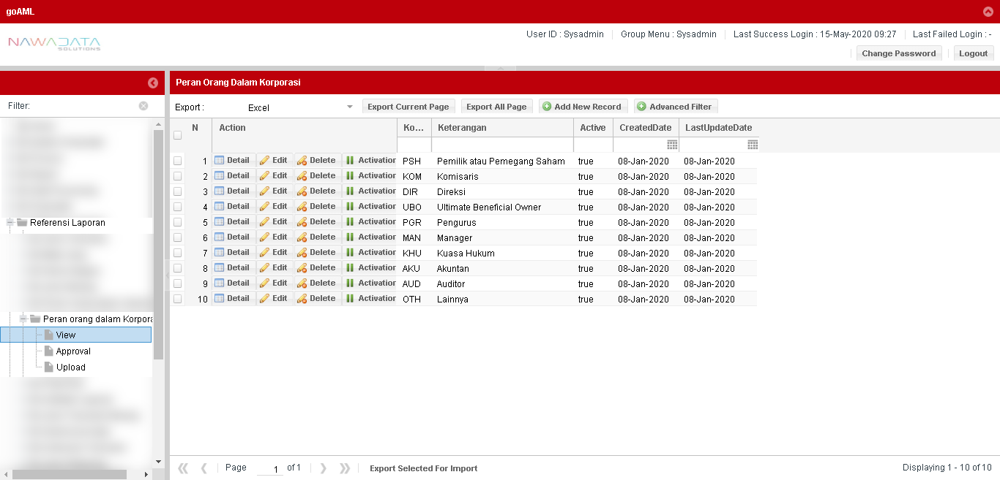 goAML
NAWADATA
SOLUTIONS
User ID : Sysadmin Group Menu : Sysadmin Last Success Login : 15-May-2020 09:27 Last Failed Login : -
Change Password Logout
Filter:
Referensi Laporan
Peran orang dalam Korpora
View
Approval
Upload
Peran Orang Dalam Korporasi
Export : Excel Export Current Page Export All Page Add New Record Advanced Filter
N Action Ko... Keterangan Active CreatedDate LastUpdateDate
1 Detail Edit Delete Activation PSH Pemilik atau Pemegang Saham true 08-Jan-2020 08-Jan-2020
2 Detail Edit Delete Activation KOM Komisaris true 08-Jan-2020 08-Jan-2020
3 Detail Edit Delete Activation DIR Direksi true 08-Jan-2020 08-Jan-2020
4 Detail Edit Delete Activation UBO Ultimate Beneficial Owner true 08-Jan-2020 08-Jan-2020
5 Detail Edit Delete Activation PGR Pengurus true 08-Jan-2020 08-Jan-2020
6 Detail Edit Delete Activation MAN Manager true 08-Jan-2020 08-Jan-2020
7 Detail Edit Delete Activation KHU Kuasa Hukum true 08-Jan-2020 08-Jan-2020
8 Detail Edit Delete Activation AKU Akuntan true 08-Jan-2020 08-Jan-2020
9 Detail Edit Delete Activation AUD Auditor true 08-Jan-2020 08-Jan-2020
10 Detail Edit Delete Activation OTH Lainnya true 08-Jan-2020 08-Jan-2020
Page 1 of 1 Export Selected For Import Displaying 1 - 10 of 10